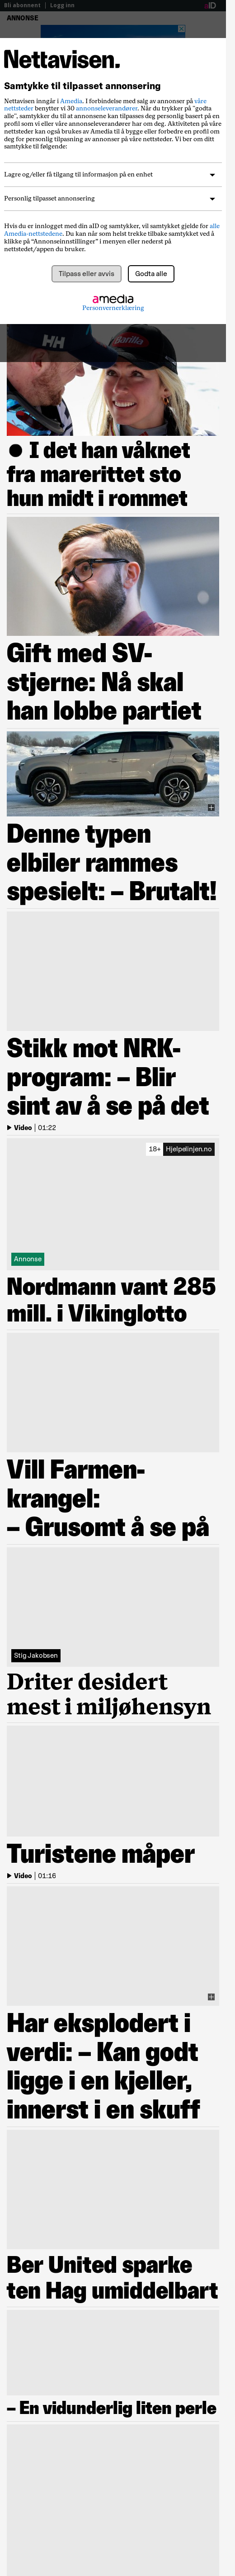 Bli abonnent | Logg inn
aID
ANNONSE
Nettavisen.
Samtykke til tilpasset annonsering
Nettavisen inngår i Amedia. I forbindelse med salg av annonser på våre
nettsteder benytter vi 30 annonseleverandører. Når du trykker på "godta
alle", samtykker du til at annonsene kan tilpasses deg personlig basert på en
profil som vi eller våre annonsører har om deg. Aktiviteten din på våre
nettsteder kan også brukes av Amedia til å bygge eller forbedre en profil om
deg for personlig tilpasning av annonser på våre nettsteder. Vi ber om ditt
samtykke til følgende:
Lagre og/eller få tilgang til informasjon på en enhet
Personlig tilpasset annonsering
Hvis du er innlogget med din aID og samtykker, vil samtykket gjelde for alle
Amedia-nettstedene. Du kan når som helst trekke tilbake samtykket ved å
klikke på “Annonseinnstillinger” i menyen eller nederst på
nettstedet/appen du bruker.
Tilpass eller avvis
Godta alle
amedia
Personvernerklæring
I det han våknet
fra marerittet sto
hun midt i rommet
Gift med SV-
stjerne: Nå skal
han lobbe partiet
Denne typen
elbiler rammes
spesielt: – Brutalt!
Stikk mot NRK-
program: – Blir
sint av å se på det
Video | 01:22
18+ Hjelpelinjen.no
Annonse
Nordmann vant 285
mill. i Vikinglotto
Vill Farmen-
krangel:
– Grusomt å se på
Stig Jakobsen
Driter desidert
mest i miljøhensyn
Turistene måper
Video | 01:16
Har eksplodert i
verdi: – Kan godt
ligge i en kjeller,
innerst i en skuff
Ber United sparke
ten Hag umiddelbart
– En vidunderlig liten perle